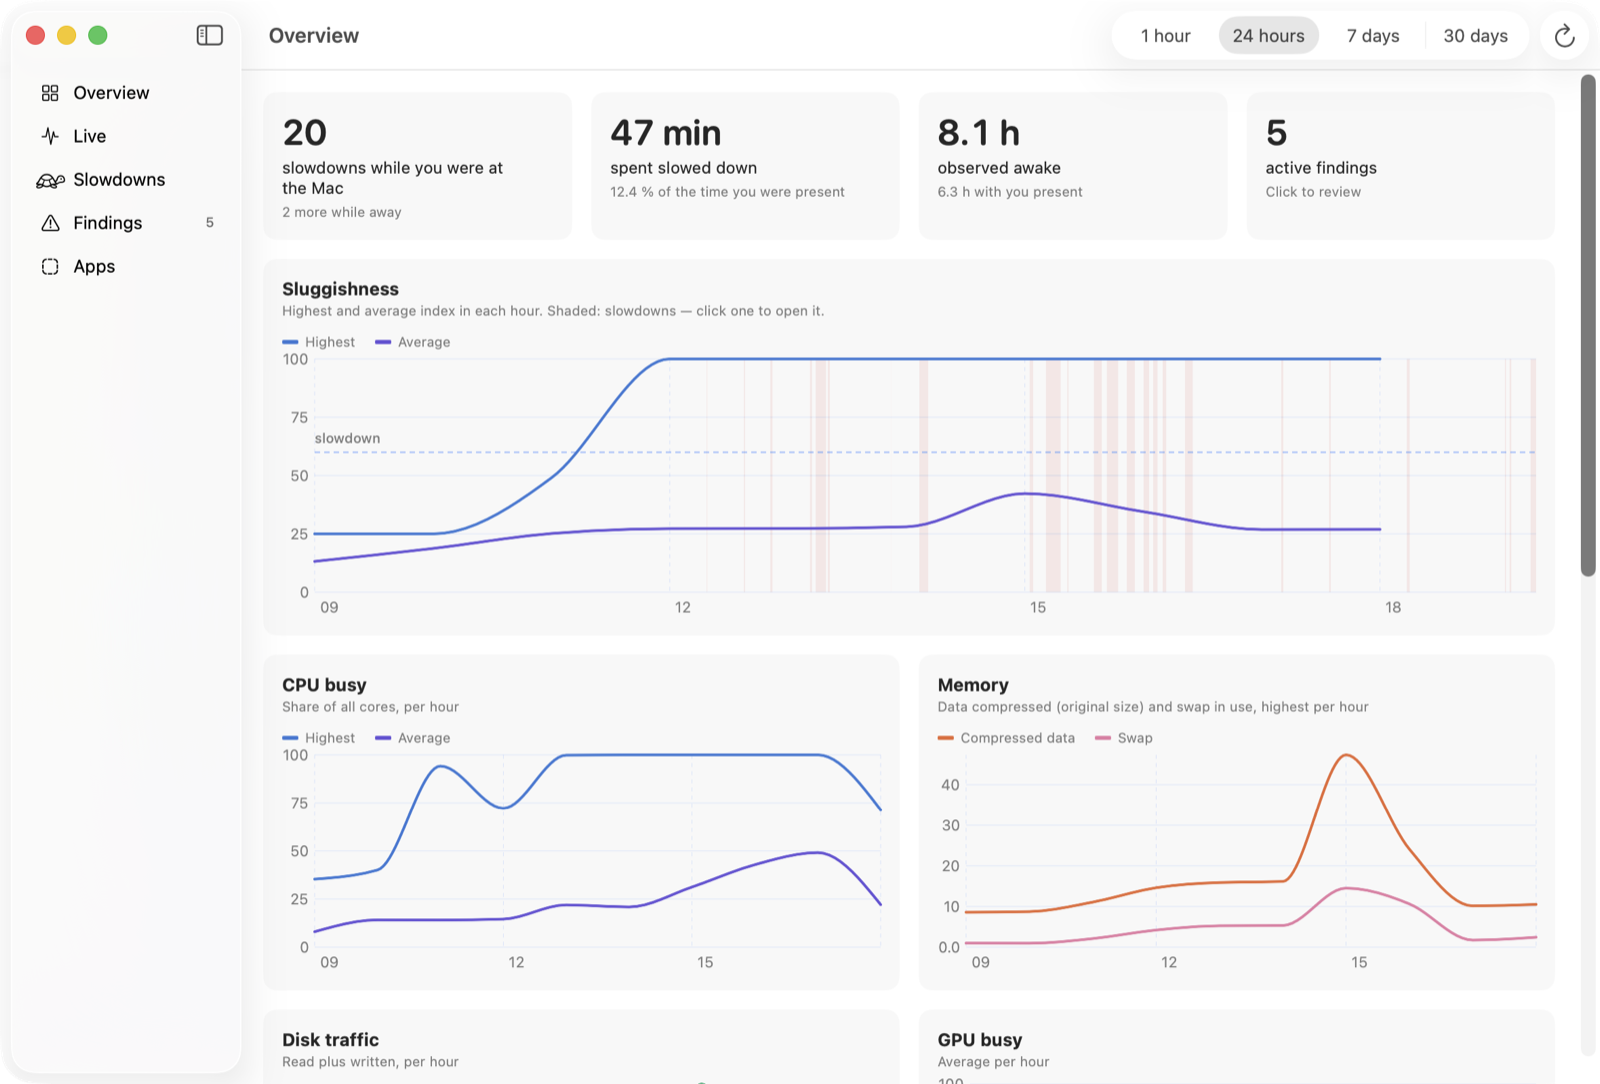 Overview
1 hour
24 hours
7 days
30 days
Overview
Live
Slowdowns
Findings
5
Apps
20
slowdowns while you were at
the Mac
2 more while away
47 min
spent slowed down
12.4 % of the time you were present
8.1 h
observed awake
6.3 h with you present
5
active findings
Click to review
Sluggishness
Highest and average index in each hour. Shaded: slowdowns — click one to open it.
Highest
Average
100
75
slowdown
50
25
0
09
12
15
18
CPU busy
Share of all cores, per hour
Highest
Average
100
75
50
25
0
09
12
15
Memory
Data compressed (original size) and swap in use, highest per hour
Compressed data
Swap
40
30
20
10
0.0
09
12
15
Disk traffic
Read plus written, per hour
GPU busy
Average per hour
100